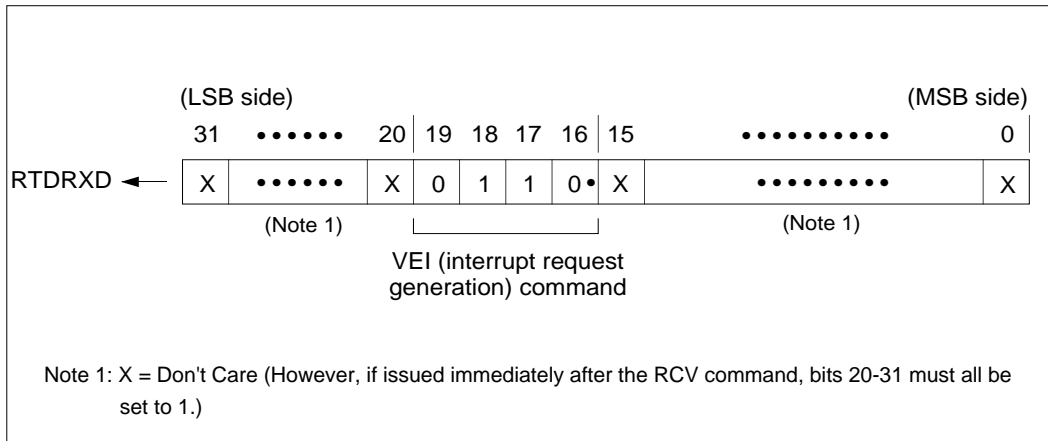 (LSB side) (MSB side)
31 •••••• 20 19 18 17 16 15 •••••••••• 0
RTDRXD X •••••• X 0 1 1 0• X ••••••••• X
(Note 1) (Note 1)
VEI (interrupt request
generation) command
Note 1: X = Don't Care (However, if issued immediately after the RCV command, bits 20-31 must all be
set to 1.)